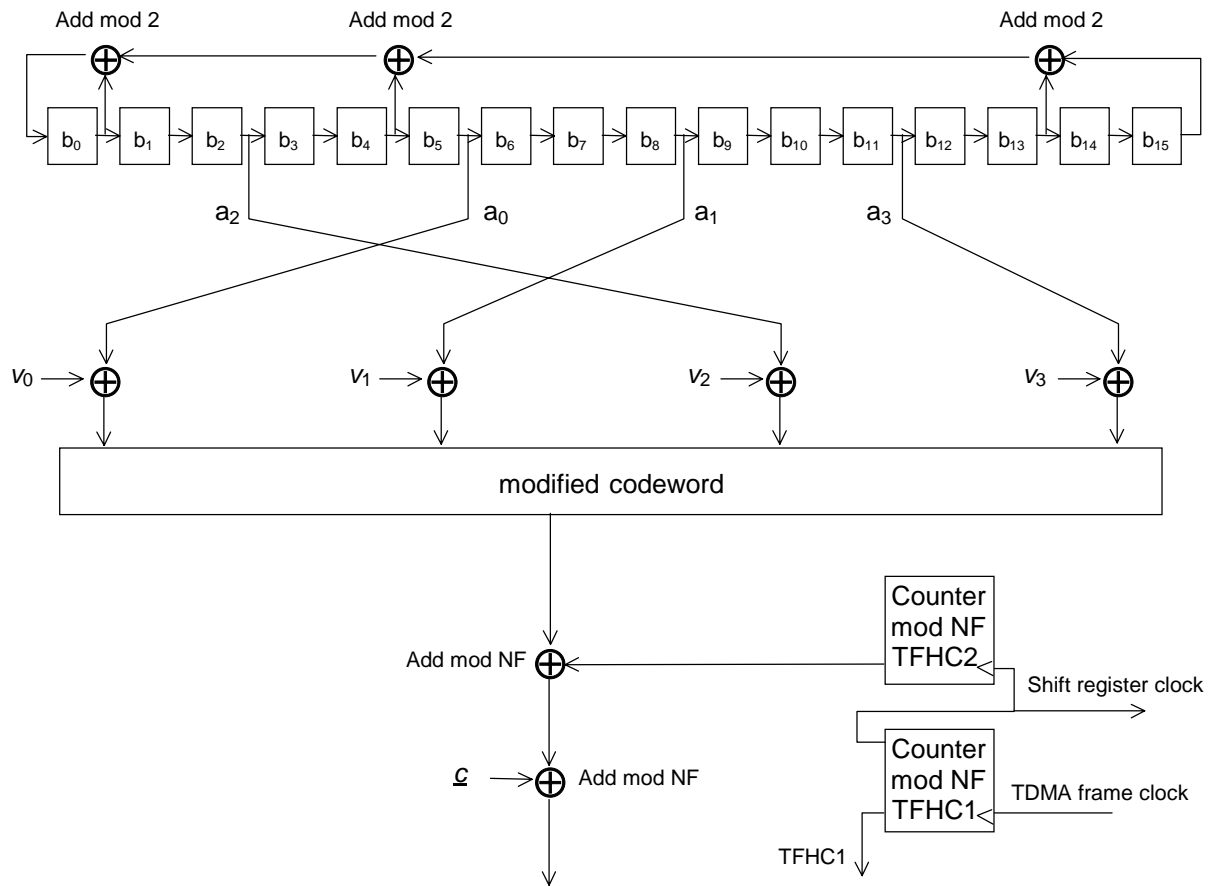 Add mod 2 Add mod 2 Add mod 2
b₀ b₁ b₂ b₃ b₄ b₅ b₆ b₇ b₈ b₉ b₁₀ b₁₁ b₁₂ b₁₃ b₁₄ b₁₅
a₂ a₀ a₁ a₃
v₀ v₁ v₂ v₃
modified codeword
Counter
mod NF
TFHC2
Add mod NF
Shift register clock
Counter
mod NF
TFHC1
c Add mod NF
TDMA frame clock
TFHC1